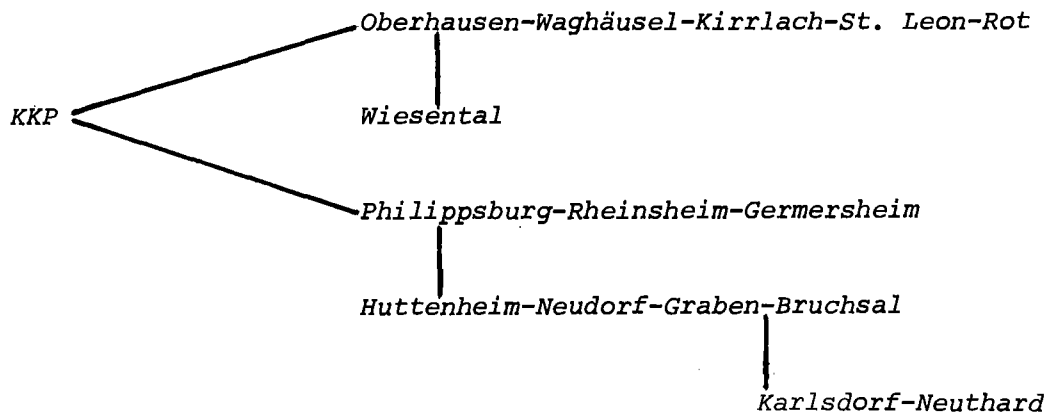 Oberhausen-Waghäusel-Kirrlach-St. Leon-Rot
KKP
Wiesental
Philippsburg-Rheinsheim-Germersheim
Huttenheim-Neudorf-Graben-Bruchsal
Karlsdorf-Neuthard